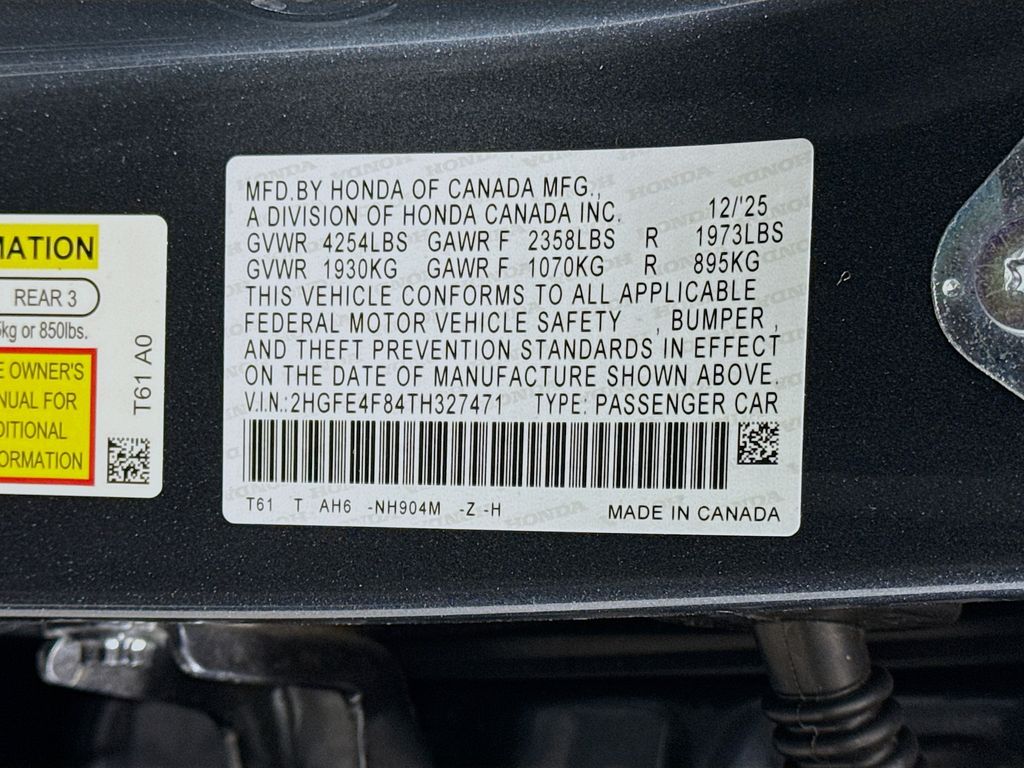 MATION
REAR 3
kg or 850lbs.
E OWNER'S
NUAL FOR
DITIONAL
ORMATION
T61 A0
MFD.BY HONDA OF CANADA MFG.,
A DIVISION OF HONDA CANADA INC. 12/'25
GVWR 4254LBS GAWR F 2358LBS R 1973LBS
GVWR 1930KG GAWR F 1070KG R 895KG
THIS VEHICLE CONFORMS TO ALL APPLICABLE
FEDERAL MOTOR VEHICLE SAFETY , BUMPER ,
AND THEFT PREVENTION STANDARDS IN EFFECT
ON THE DATE OF MANUFACTURE SHOWN ABOVE.
V.I.N.:2HGFE4F84TH327471 TYPE: PASSENGER CAR
T61 T AH6 -NH904M -Z -H MADE IN CANADA